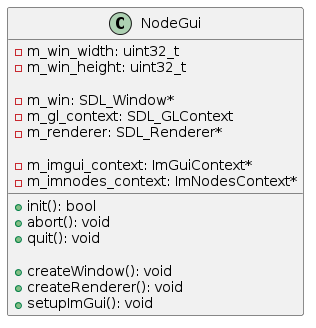 C NodeGui
m_win_width: uint32_t
m_win_height: uint32_t
m_win: SDL_Window*
m_gl_context: SDL_GLContext
m_renderer: SDL_Renderer*
m_imgui_context: ImGuiContext*
m_imnodes_context: ImNodesContext*
init(): bool
abort(): void
quit(): void
createWindow(): void
createRenderer(): void
setupImGui(): void